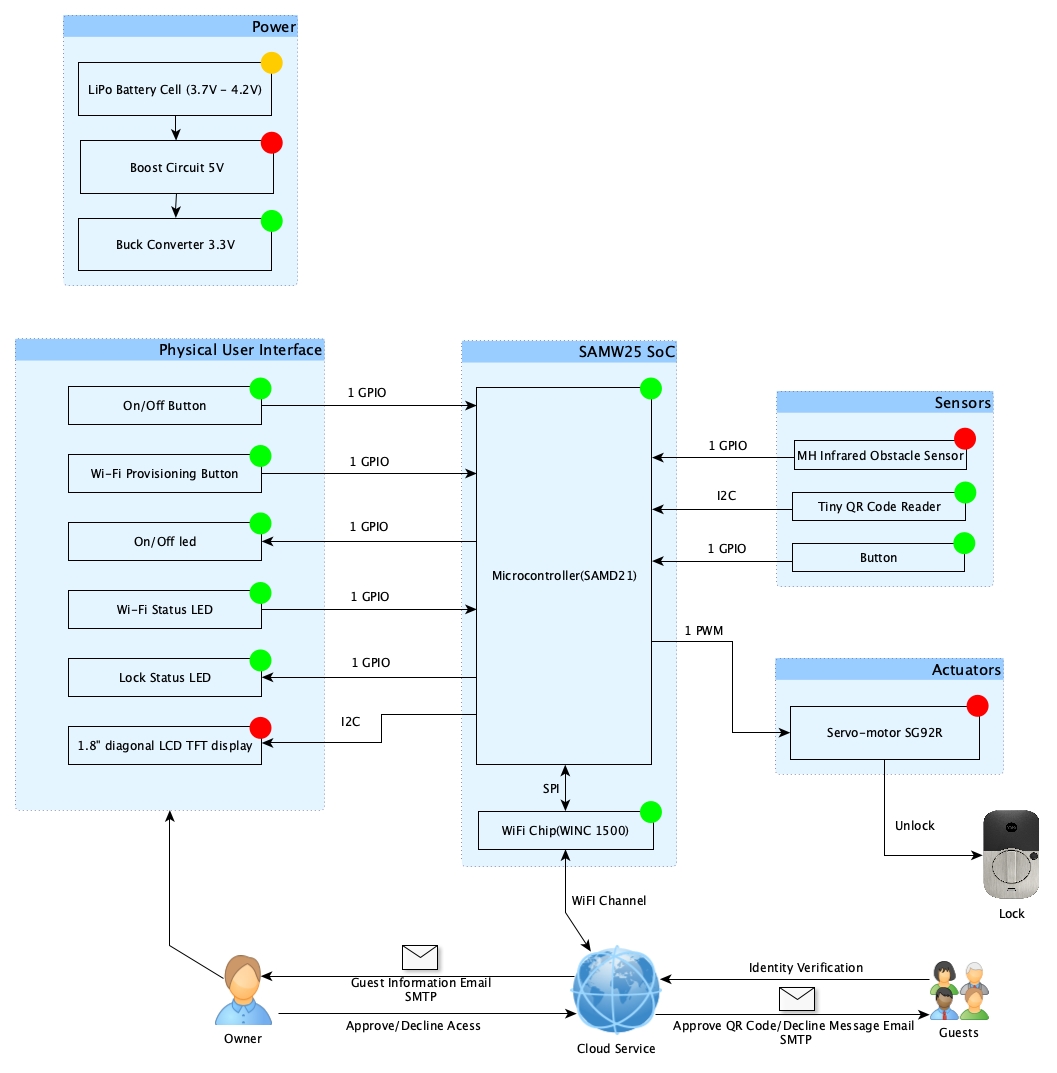 Power
LiPo Battery Cell (3.7V - 4.2V)
Boost Circuit 5V
Buck Converter 3.3V
Physical User Interface
On/Off Button
Wi-Fi Provisioning Button
On/Off led
Wi-Fi Status LED
Lock Status LED
1.8" diagonal LCD TFT display
1 GPIO
1 GPIO
1 GPIO
1 GPIO
1 GPIO
I2C
SAMW25 SoC
Microcontroller(SAMD21)
SPI
WiFi Chip(WINC 1500)
WiFI Channel
1 GPIO
I2C
1 GPIO
1 PWM
Sensors
MH Infrared Obstacle Sensor
Tiny QR Code Reader
Button
Actuators
Servo-motor SG92R
Unlock
Lock
Owner
Guest Information Email
SMTP
Approve/Decline Acess
Cloud Service
Identity Verification
Approve QR Code/Decline Message Email
SMTP
Guests